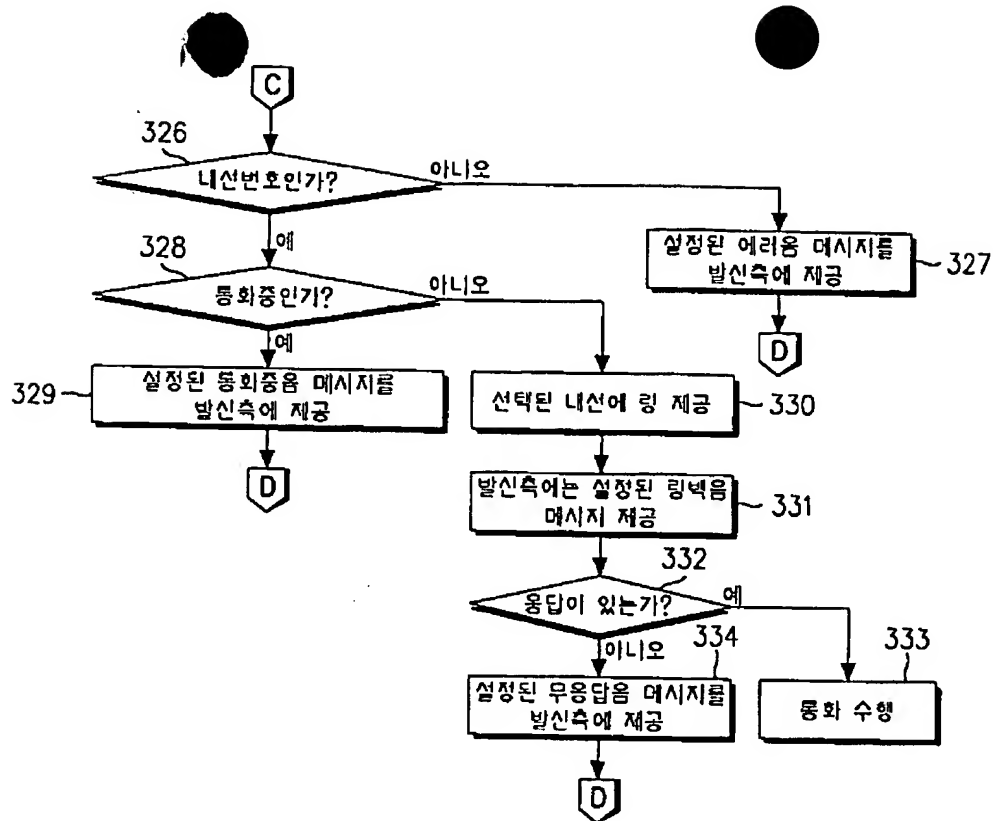 C
326
내선번호인가?
아니오
예
설정된 에러음 메시지를
발신측에 제공
327
D
328
통화중인가?
아니오
예
329
설정된 통화중음 메시지를
발신측에 제공
D
선택된 내선에 링 제공
330
발신측에는 설정된 링백음
메시지 제공
331
332
응답이 있는가?
예
아니오
334
설정된 무응답음 메시지를
발신측에 제공
333
통화 수행
D